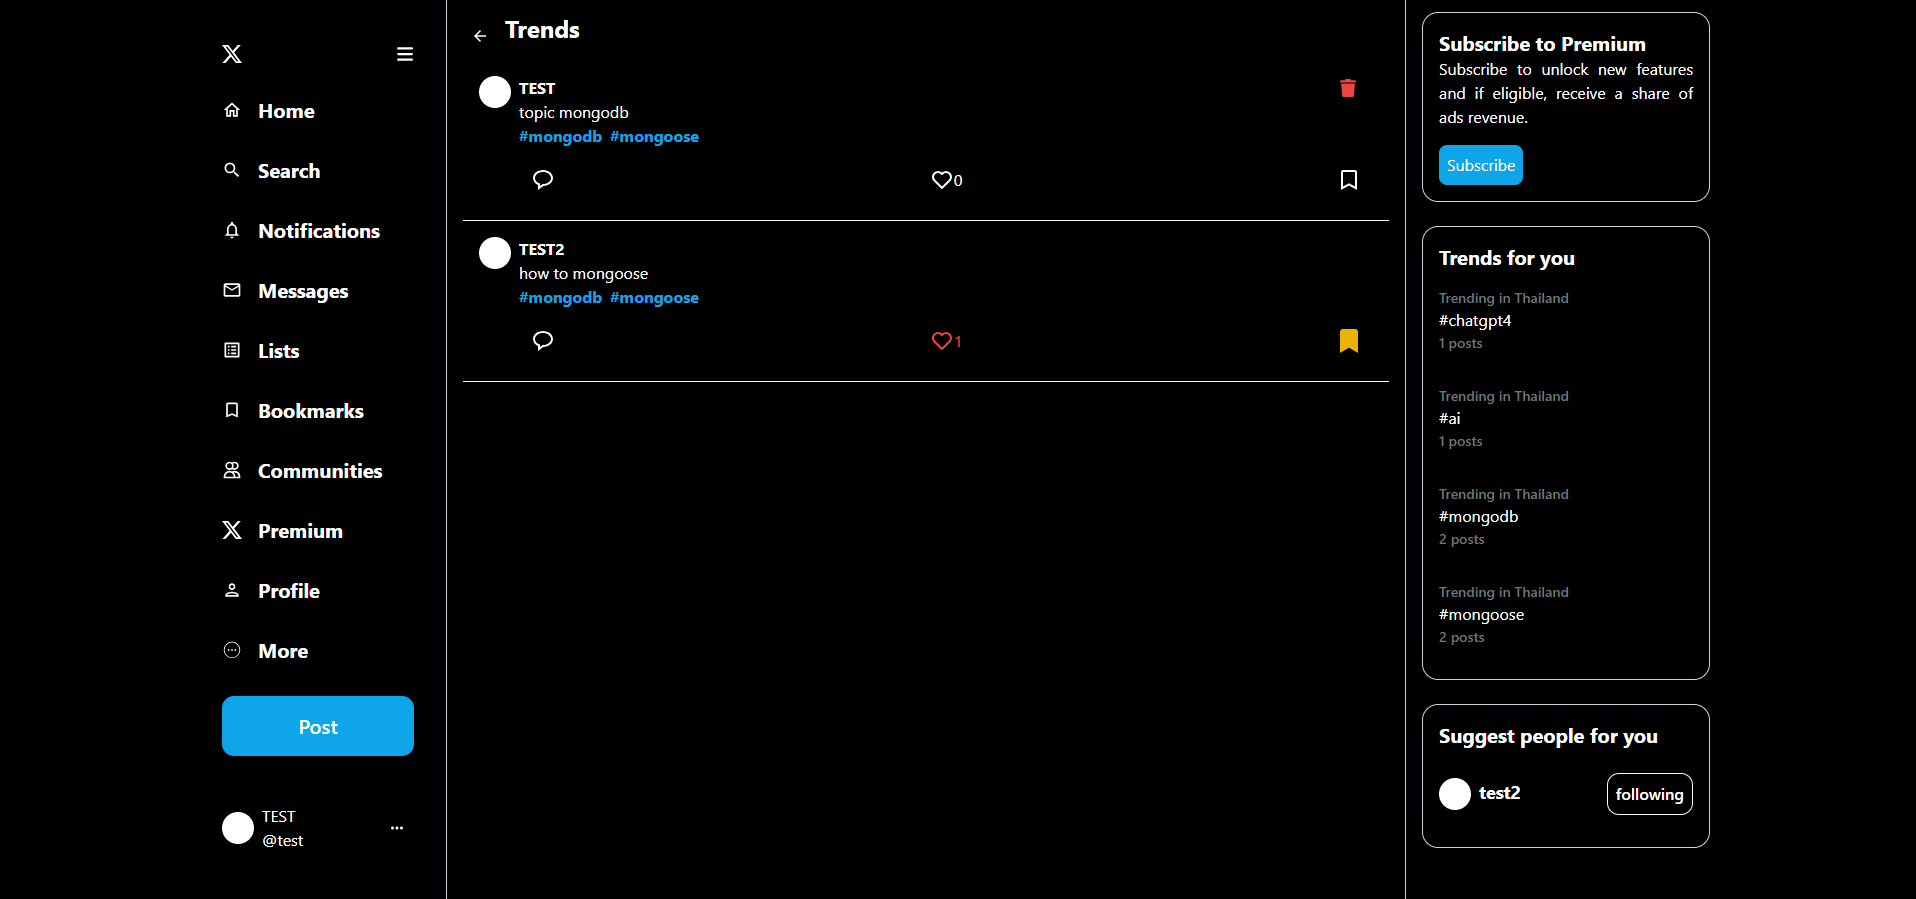 Home
Search
Notifications
Messages
Lists
Bookmarks
Communities
Premium
Profile
More
Post
TEST
@test
Trends
TEST
topic mongodb
#mongodb #mongoose
0
TEST2
how to mongoose
#mongodb #mongoose
1
Subscribe to Premium
Subscribe to unlock new features
and if eligible, receive a share of
ads revenue.
Subscribe
Trends for you
Trending in Thailand
#chatgpt4
1 posts
Trending in Thailand
#ai
1 posts
Trending in Thailand
#mongodb
2 posts
Trending in Thailand
#mongoose
2 posts
Suggest people for you
test2
following